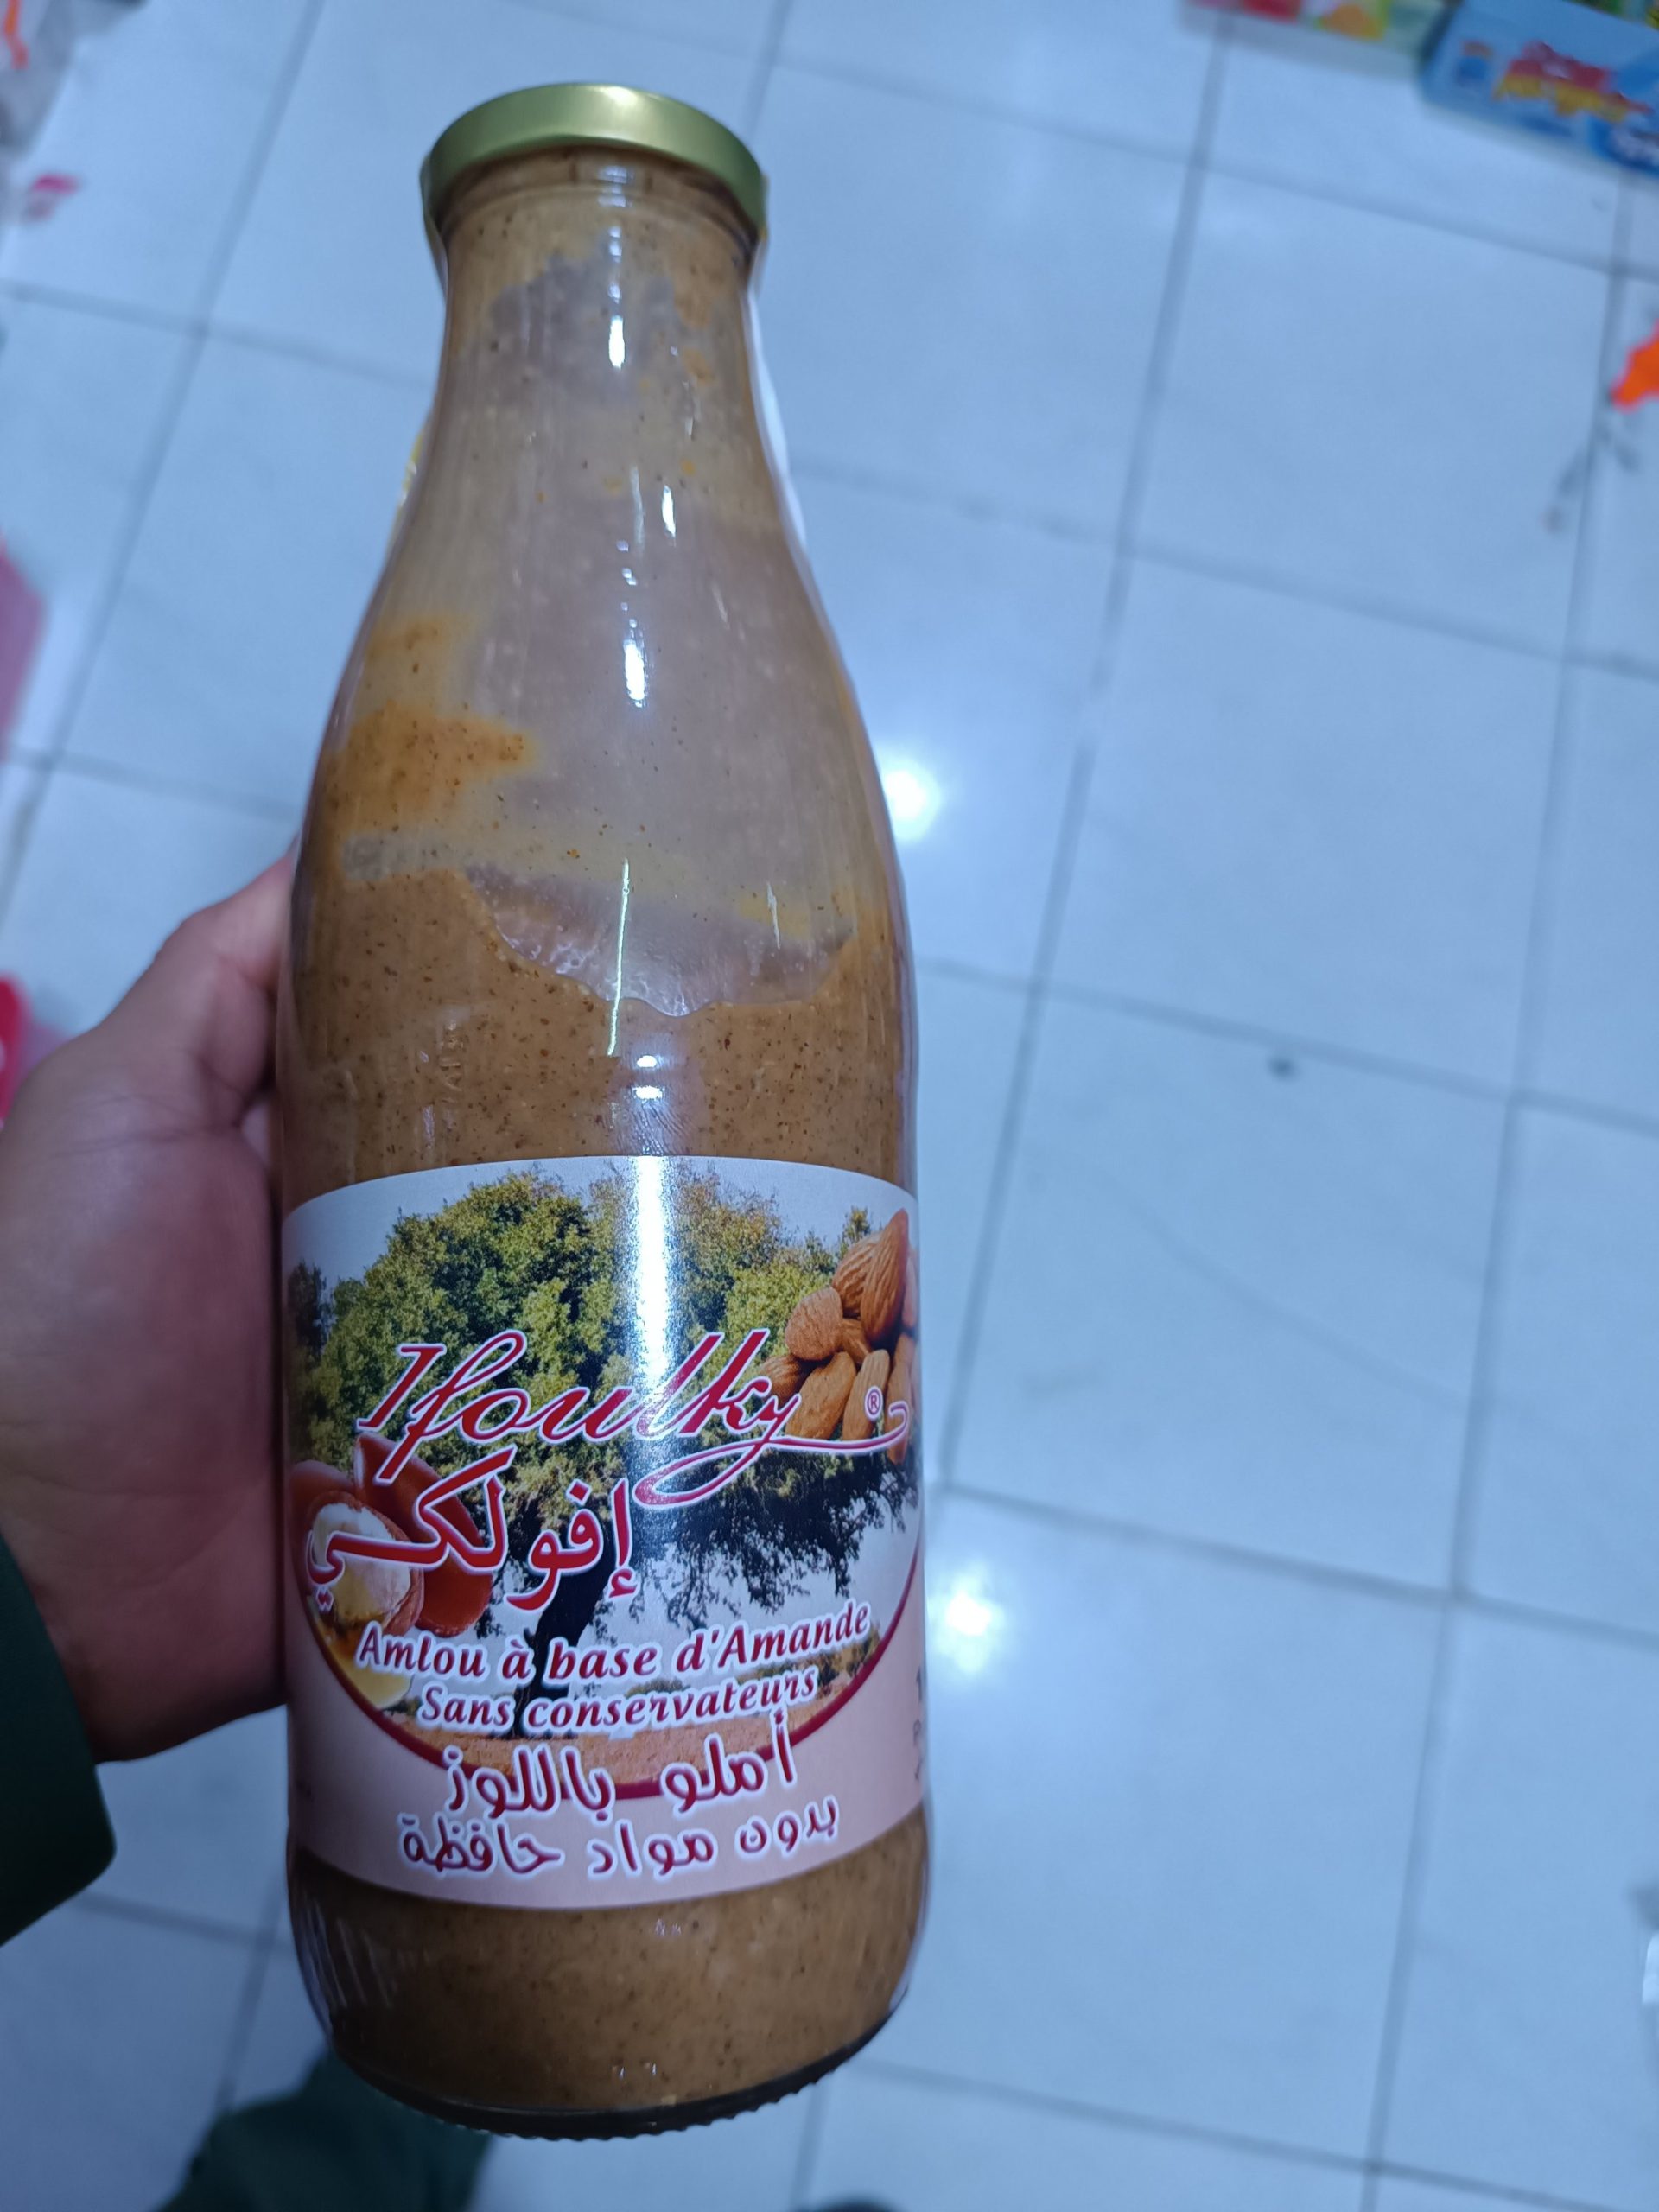 Ifoulky ®
إفولكي
Amlou à base d'Amande
Sans conservateurs
أملو باللوز
بدون مواد حافظة